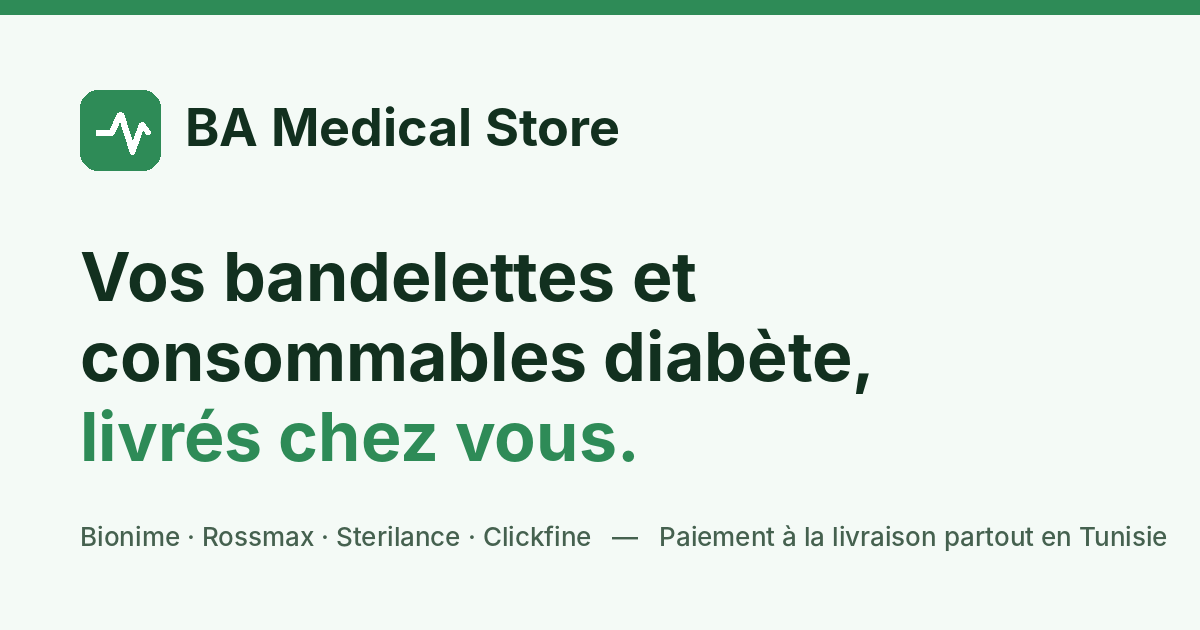 BA Medical Store
Vos bandelettes et
consommables diabète,
livrés chez vous.
Bionime · Rossmax · Sterilance · Clickfine — Paiement à la livraison partout en Tunisie